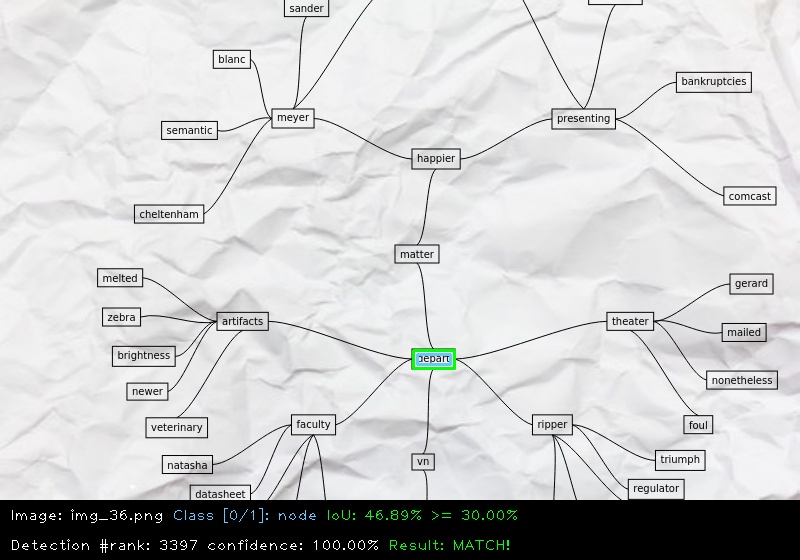 sander
blanc
bankruptcies
meyer
presenting
semantic
happier
comcast
cheltenham
matter
melted
gerard
zebra
artifacts
theater
mailed
brightness
depart
nonetheless
newer
veterinary
faculty
ripper
foul
natasha
vn
triumph
datasheet
regulator
Image: img_36.png Class [0/1]: node IoU: 46.89% >= 30.00%
Detection #rank: 3397 confidence: 100.00% Result: MATCH!